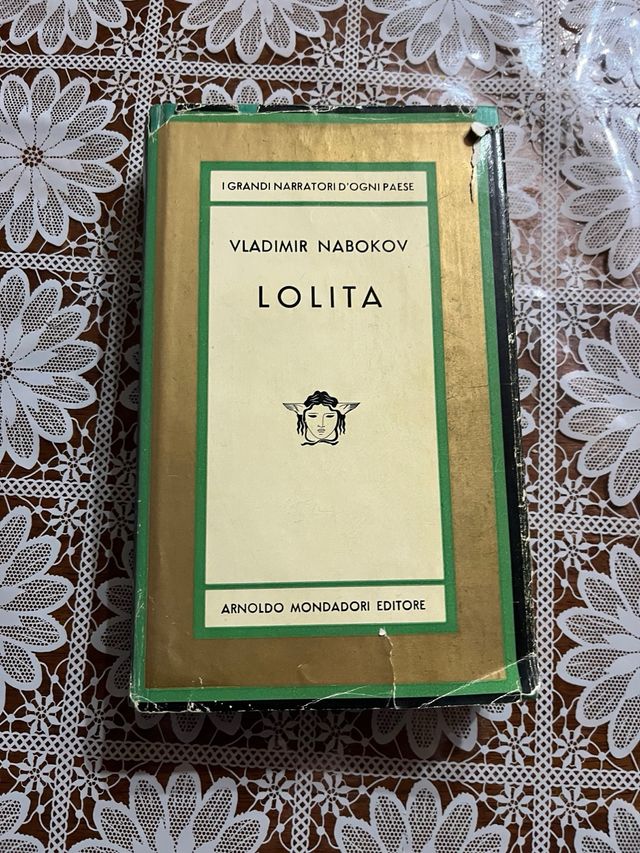 I GRANDI NARRATORI D'OGNI PAESE
VLADIMIR NABOKOV
LOLITA
ARNOLDO MONDADORI EDITORE